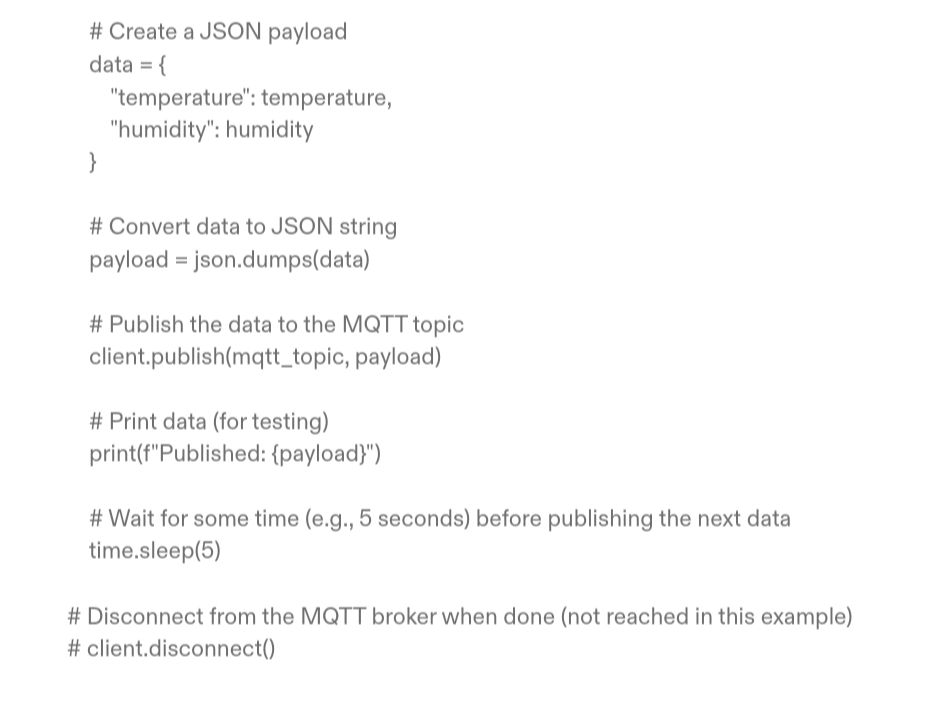 # Create a JSON payload
data = {
"temperature": temperature,
"humidity": humidity
}
# Convert data to JSON string
payload = json.dumps(data)
# Publish the data to the MQTT topic
client.publish(mqtt_topic, payload)
# Print data (for testing)
print(f"Published: {payload}")
# Wait for some time (e.g., 5 seconds) before publishing the next data
time.sleep(5)
# Disconnect from the MQTT broker when done (not reached in this example)
# client.disconnect()